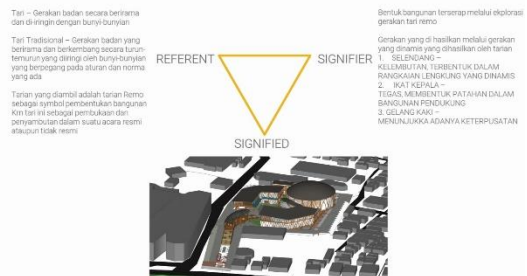 Tari – Gerakan badan secara berirama
dan di-iringin dengan bunyi-bunyian
Tari Tradisional – Gerakan badan yang
berirama dan berkembang secara turun-
temurun yang diiringi oleh bunyi-bunyian
yang berpegang pada aturan dan norma
yang ada
Tarian yang diambil adalah tarian Remo
sebagai symbol pembentukan bangunan
Krn tari ini sebagai pembukaan dan
penyambutan dalam suatu acara resmi
ataupun tidak resmi
REFERENT
SIGNIFIER
SIGNIFIED
Bentuk bangunan terserap melalui ekplorasi
gerakan tari remo
Gerakan yang di hasilkan melalui gerakan
yang dinamis yang dihasilkan oleh tarian
1. SELENDANG –
KELEMBUTAN, TERBENTUK DALAM
RANGKAIAN LENGKUNG YANG DINAMIS
2. IKAT KEPALA –
TEGAS, MEMBENTUK PATAHAN DALAM
BANGUNAN PENDUKUNG
3. GELANG KAKI –
MENUNJUKKA ADANYA KETERPUSATAN